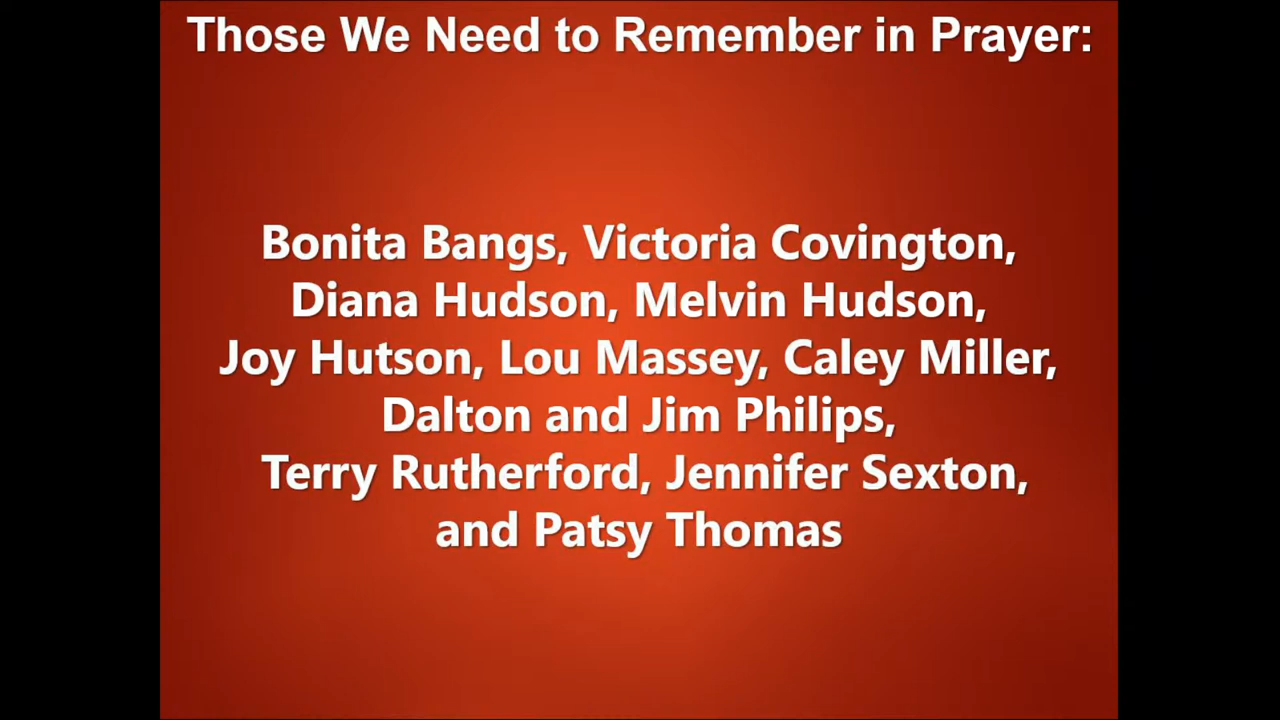 Those We Need to Remember in Prayer:
Bonita Bangs, Victoria Covington,
Diana Hudson, Melvin Hudson,
Joy Hutson, Lou Massey, Caley Miller,
Dalton and Jim Philips,
Terry Rutherford, Jennifer Sexton,
and Patsy Thomas